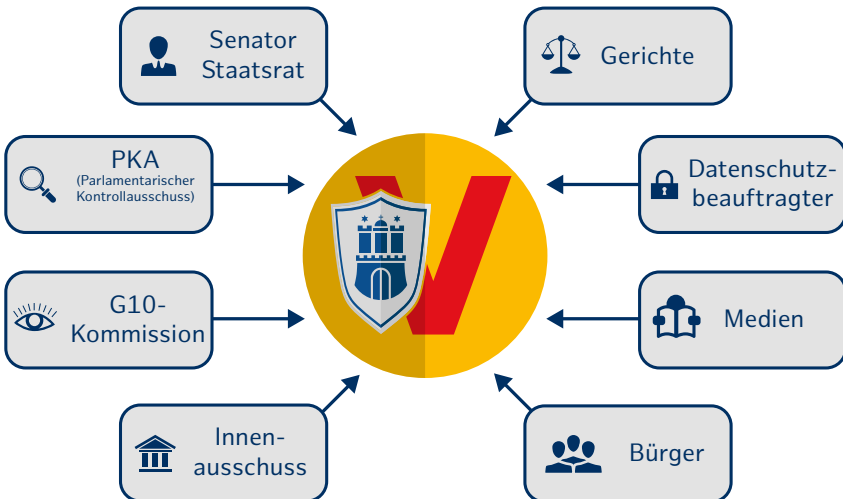 Senator
Staatsrat
Gerichte
PKA
(Parlamentarischer
Kontrollausschuss)
Datenschutz-
beauftragter
G10-
Kommission
Medien
Innen-
ausschuss
Bürger
V